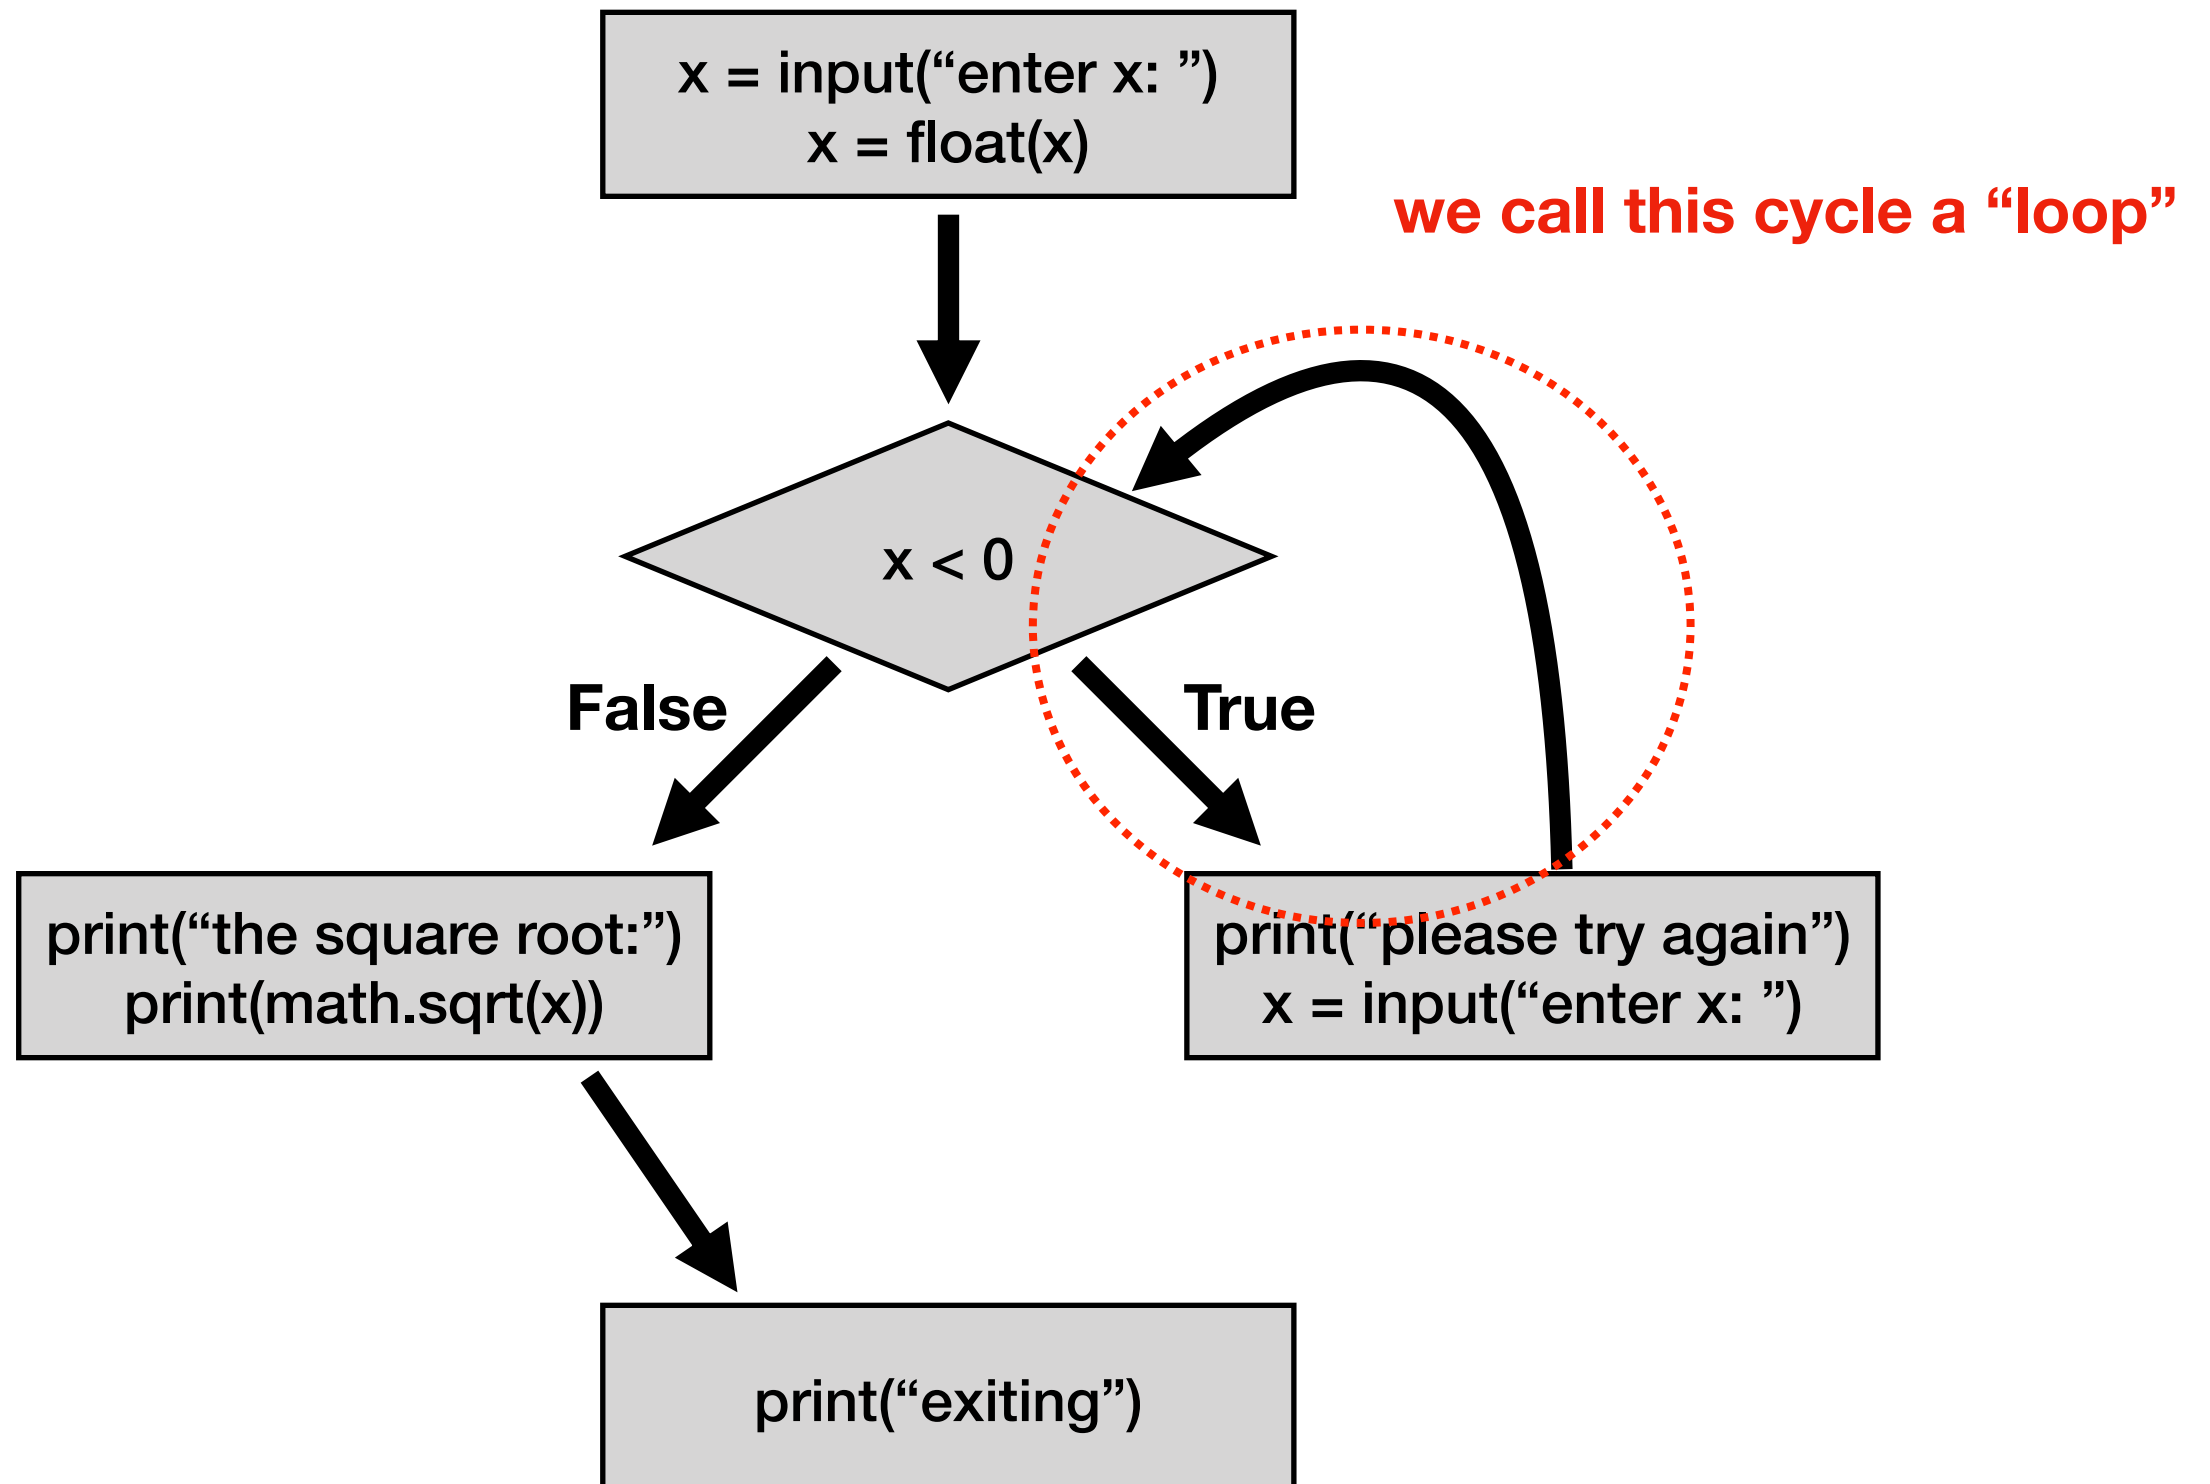 x = input(“enter x: ”)
x = float(x)
we call this cycle a “loop”
x < 0
False
True
print(“the square root:”)
print(math.sqrt(x))
print(“please try again”)
x = input(“enter x: ”)
print(“exiting”)